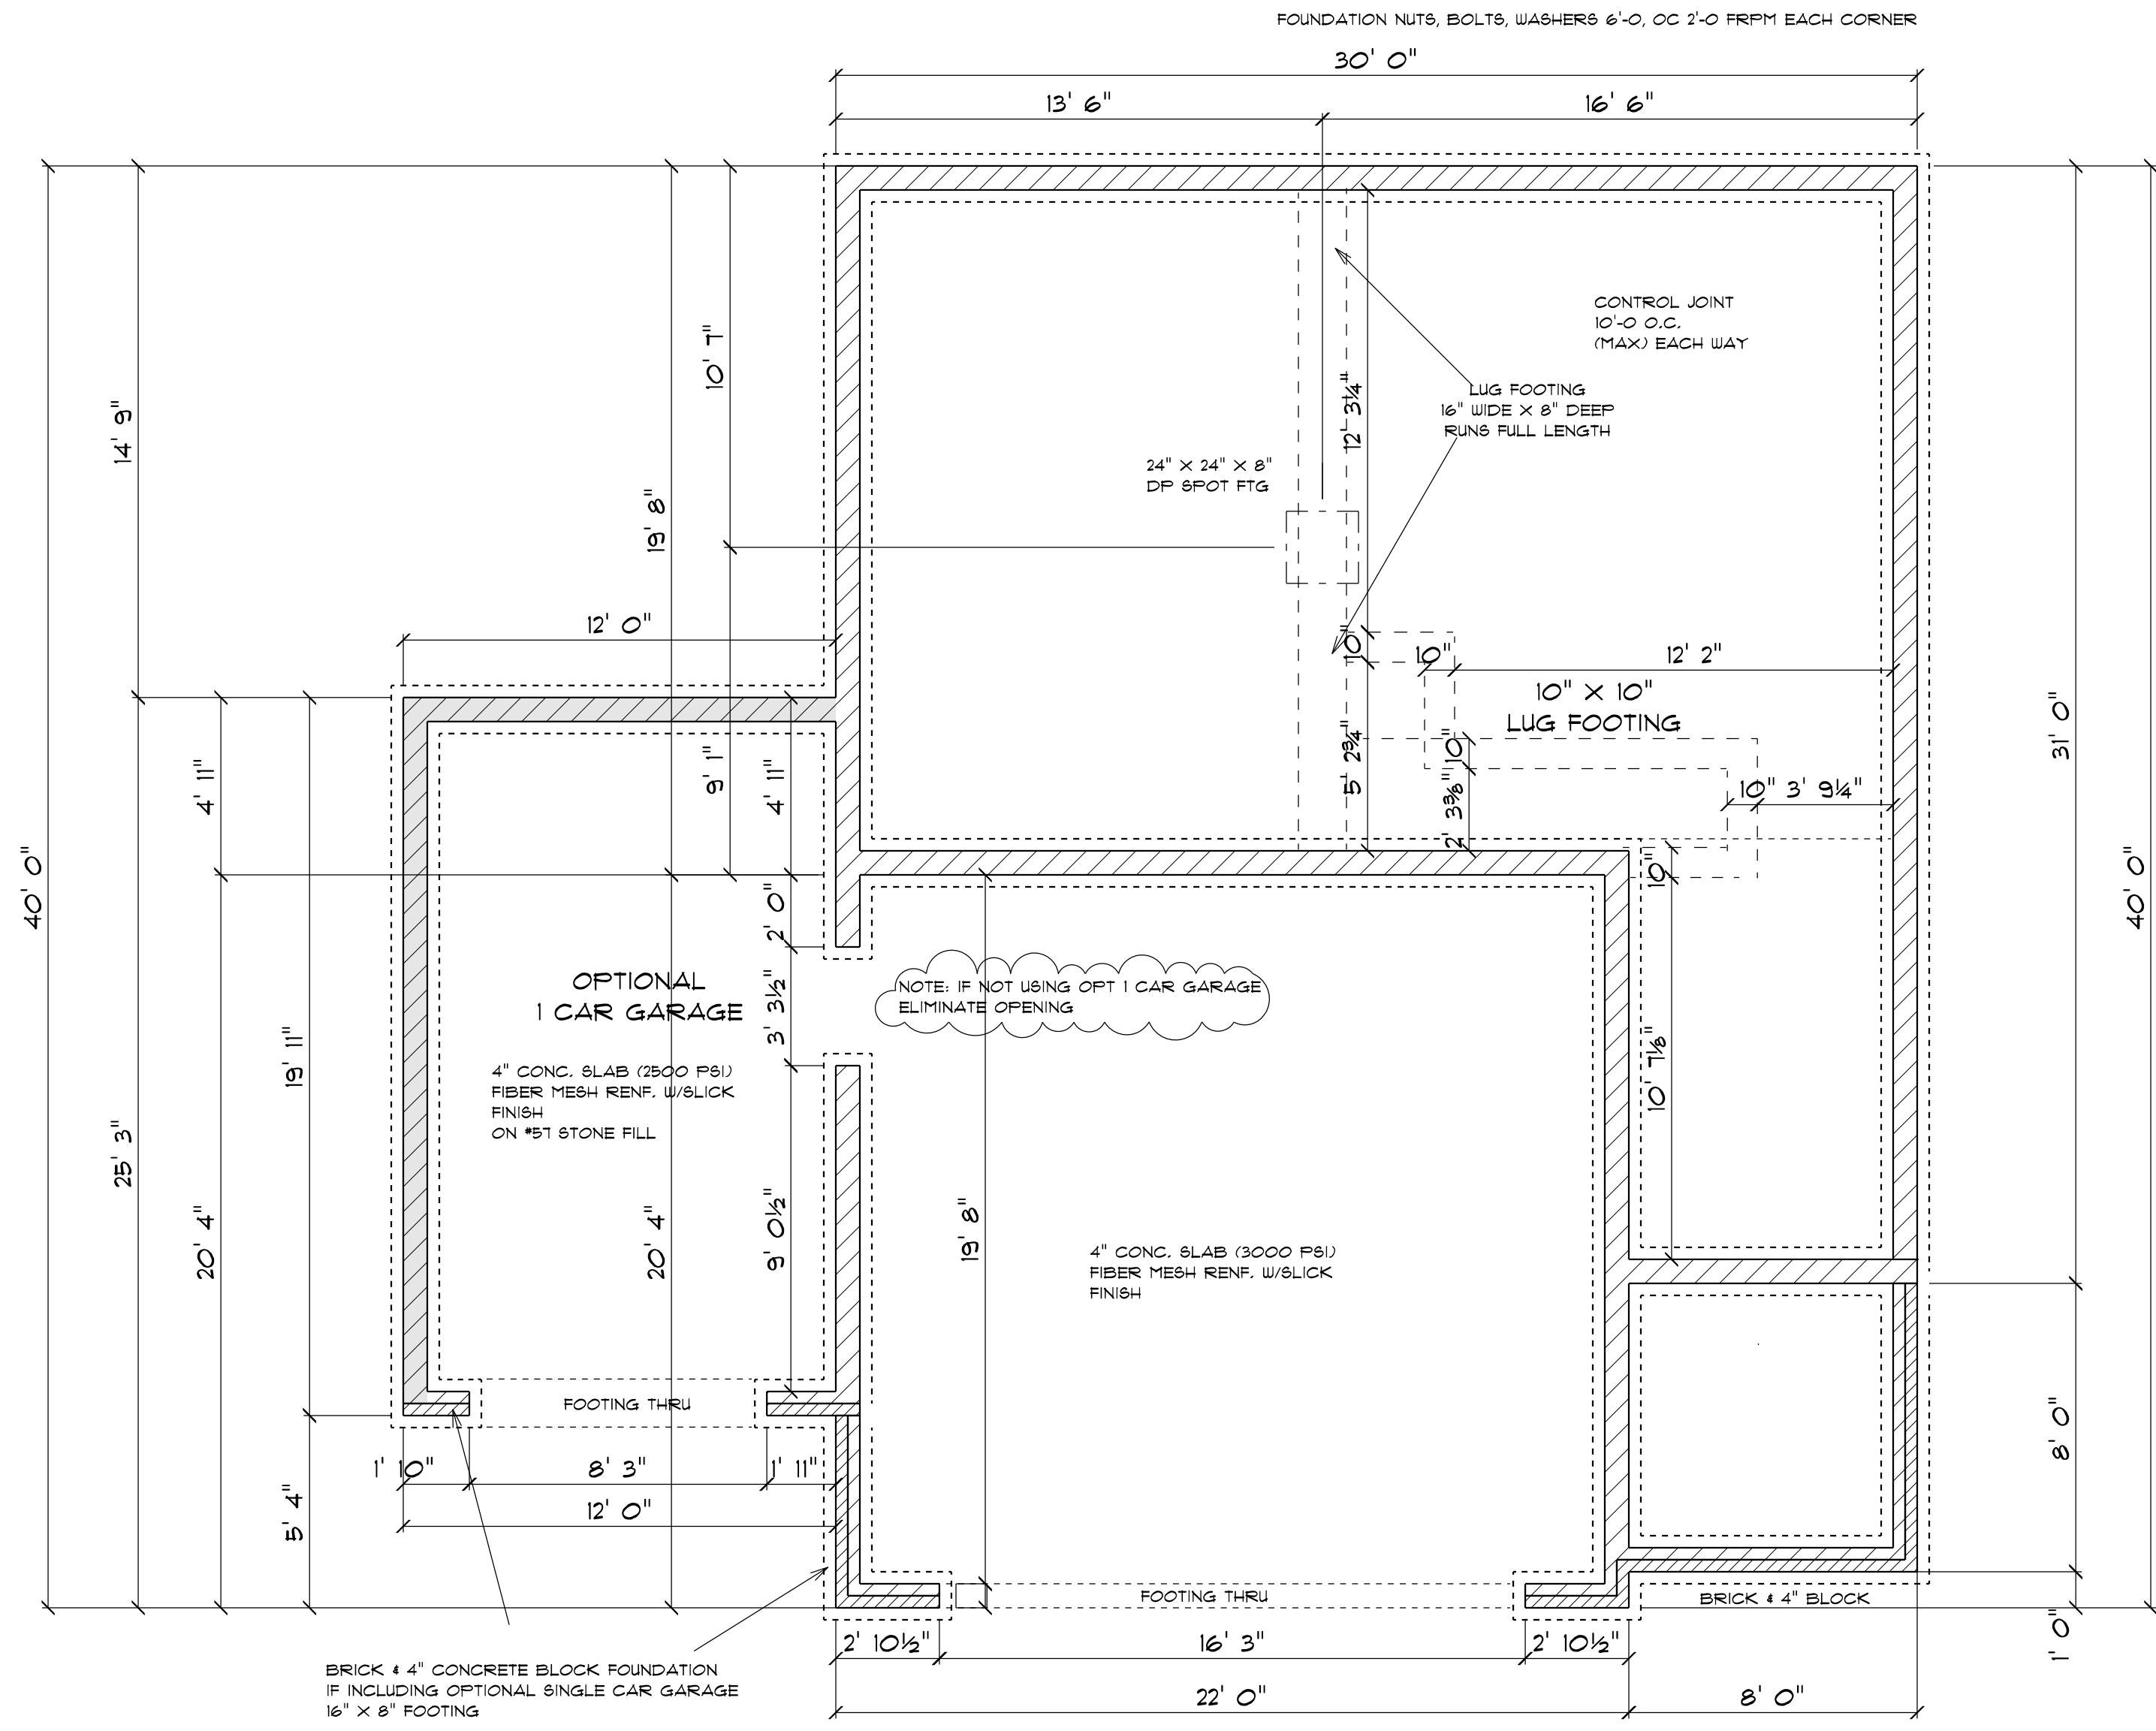 FOUNDATION NUTS, BOLTS, WASHERS 6'-0, OC 2'-0 FRPM EACH CORNER
30' 0"
13' 6"
16' 6"
CONTROL JOINT
10'-0 O.C.
(MAX) EACH WAY
LUG FOOTING
16" WIDE X 8" DEEP
RUNS FULL LENGTH
24" X 24" X 8"
DP SPOT FTG
14' 9"
10' 7"
19' 8"
12' 3¼"
12' 0"
10"
10"
12' 2"
10" X 10"
LUG FOOTING
31' 0"
4' 11"
9' 1"
4' 11"
5' 2¾"
10"
2' 3⅜"
10"
3' 9¼"
10"
40' 0"
40' 0"
2' 0"
OPTIONAL
1 CAR GARAGE
3' 3½"
NOTE: IF NOT USING OPT 1 CAR GARAGE
ELIMINATE OPENING
19' 11"
10' 7⅛"
4" CONC. SLAB (2500 PSI)
FIBER MESH RENF. W/SLICK
FINISH
ON #57 STONE FILL
25' 3"
20' 4"
20' 4"
9' 0½"
19' 8"
4" CONC. SLAB (3000 PSI)
FIBER MESH RENF. W/SLICK
FINISH
FOOTING THRU
8' 0"
1' 10"
8' 3"
1' 11"
12' 0"
5' 4"
FOOTING THRU
BRICK & 4" BLOCK
1' 0"
2' 10½"
16' 3"
2' 10½"
22' 0"
8' 0"
BRICK & 4" CONCRETE BLOCK FOUNDATION
IF INCLUDING OPTIONAL SINGLE CAR GARAGE
16" X 8" FOOTING